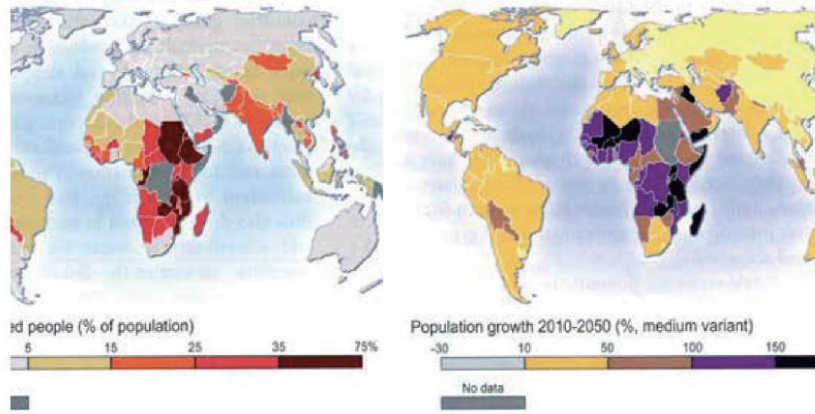 ed people (% of population)
5 15 25 35 75%
Population growth 2010-2050 (%, medium variant)
-30 10 50 100 150
No data